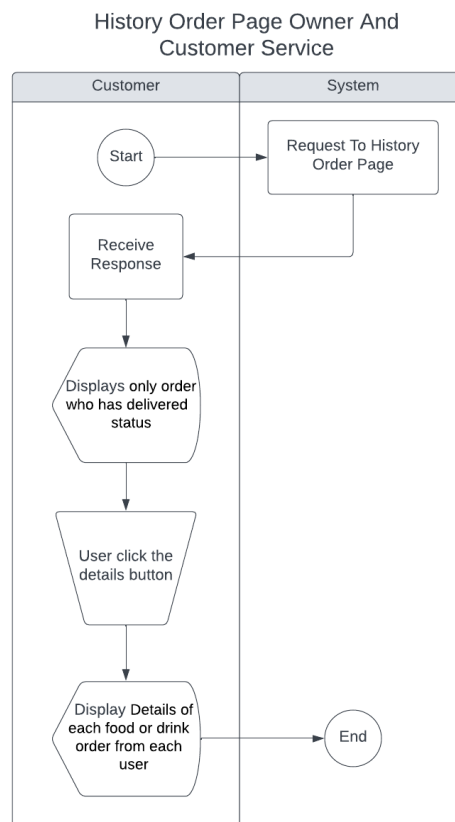 History Order Page Owner And
Customer Service
Customer
System
Start
Request To History
Order Page
Receive
Response
Displays only order
who has delivered
status
User click the
details button
Display Details of
each food or drink
order from each
user
End